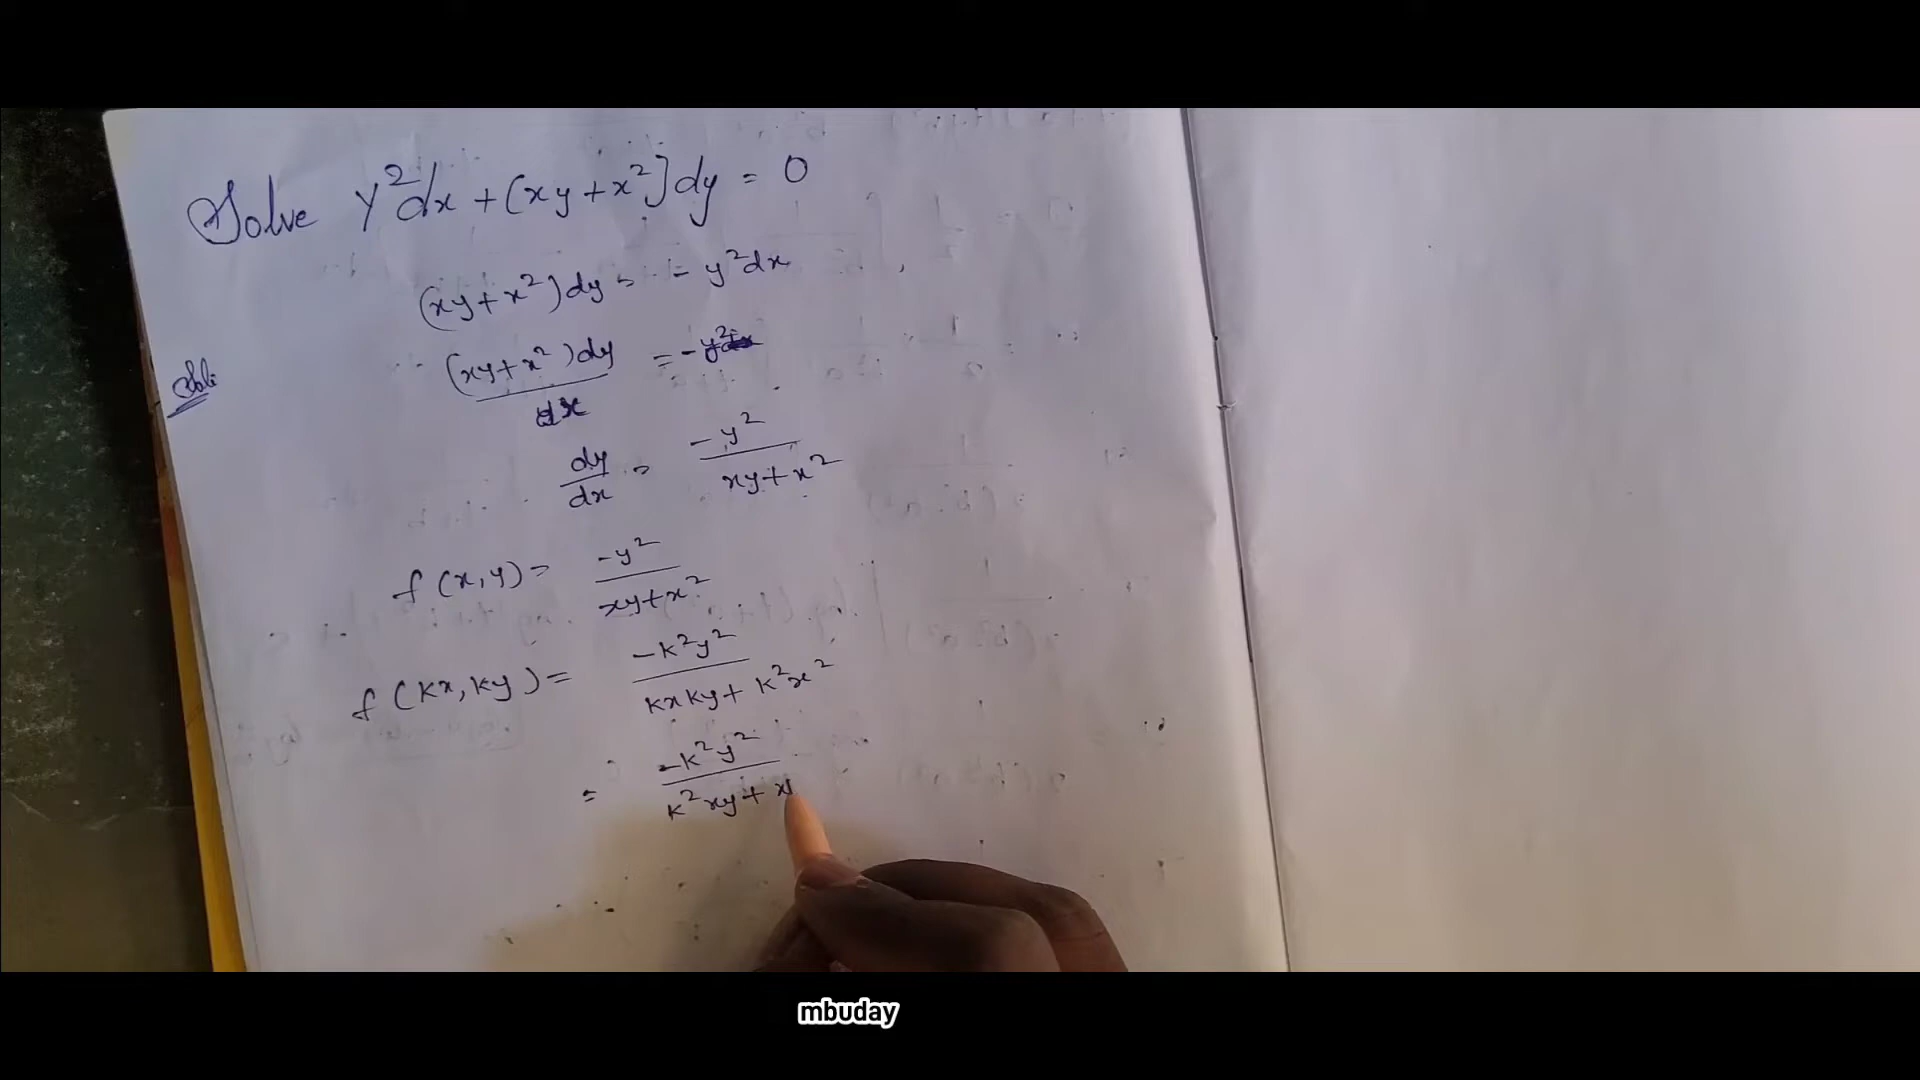 Solve y²dx + (xy + x²)dy = 0
(xy + x²)dy = - y²dx
Sol:
(xy + x²)dy / dx = - y²
dy/dx = -y² / xy + x²
f(x,y) = -y² / xy + x²
f(kx, ky) = -k²y² / kxky + k²x²
= -k²y² / k²xy + x
mbuday